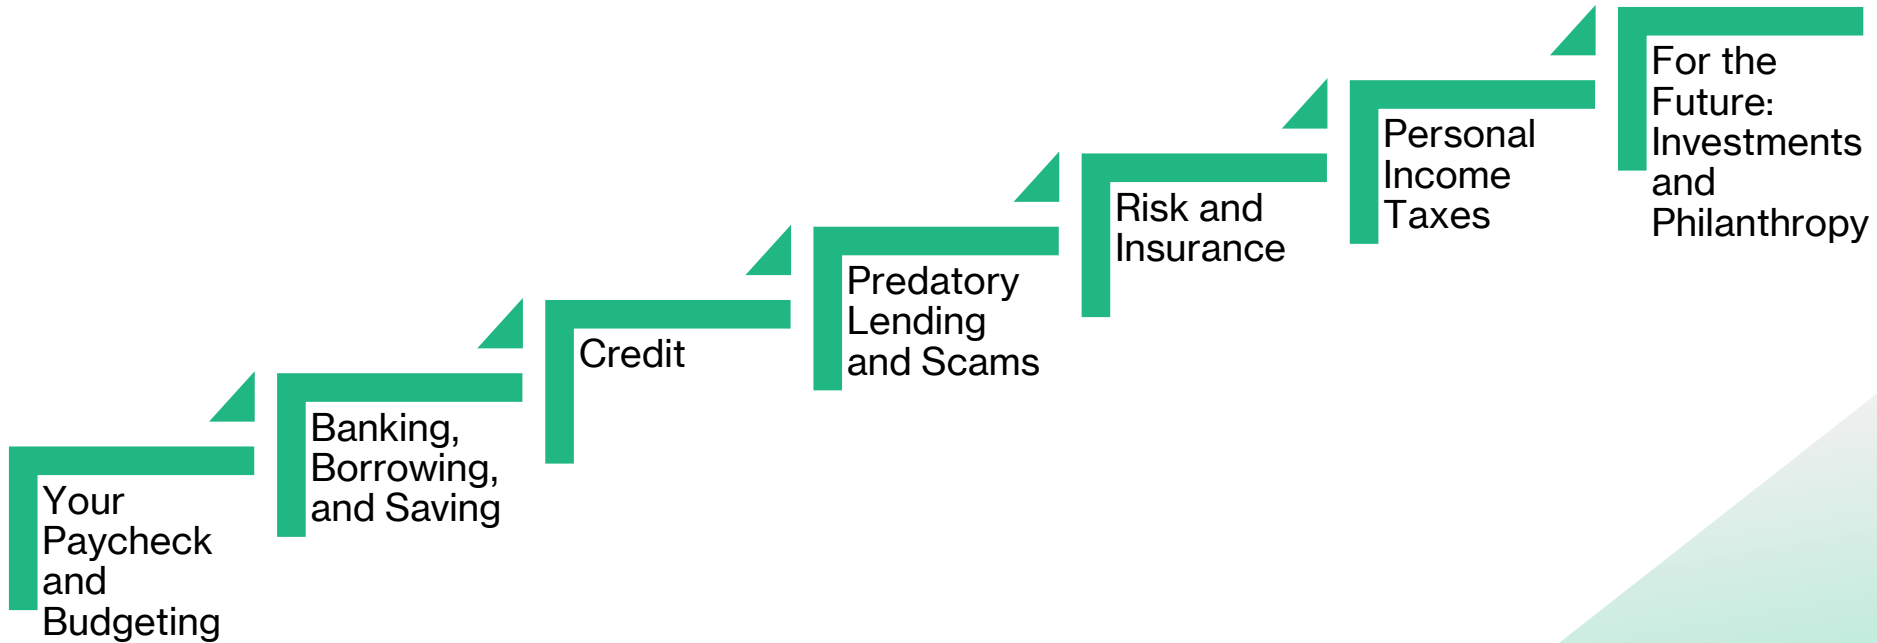 Your
Paycheck
and
Budgeting
Banking,
Borrowing,
and Saving
Credit
Predatory
Lending
and Scams
Risk and
Insurance
Personal
Income
Taxes
For the
Future:
Investments
and
Philanthropy